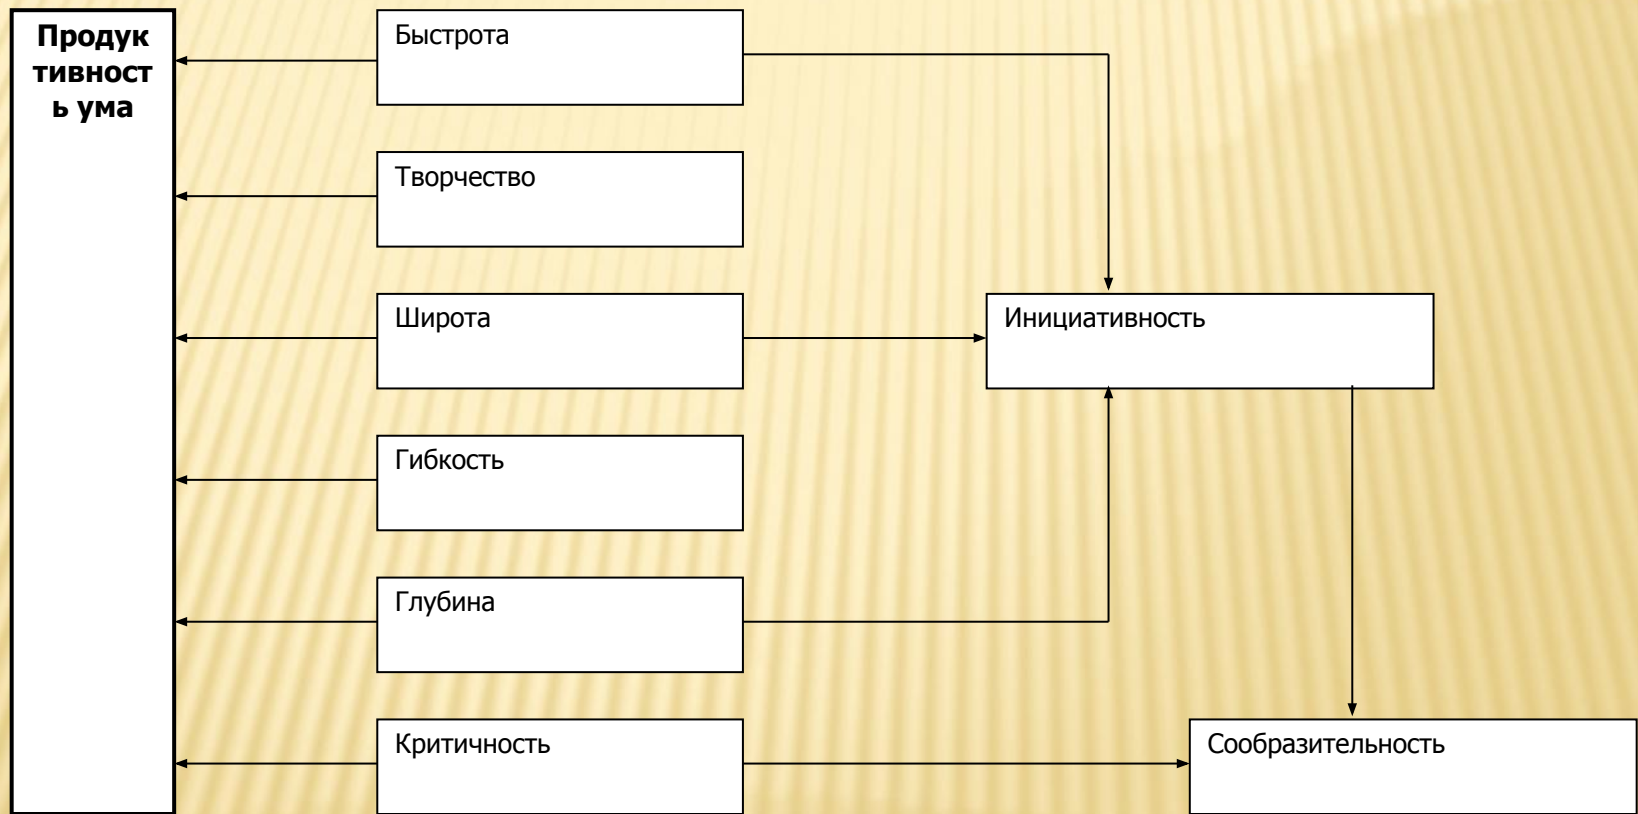 Продук
тивност
ь ума
Быстрота
Творчество
Широта
Инициативность
Гибкость
Глубина
Критичность
Сообразительность